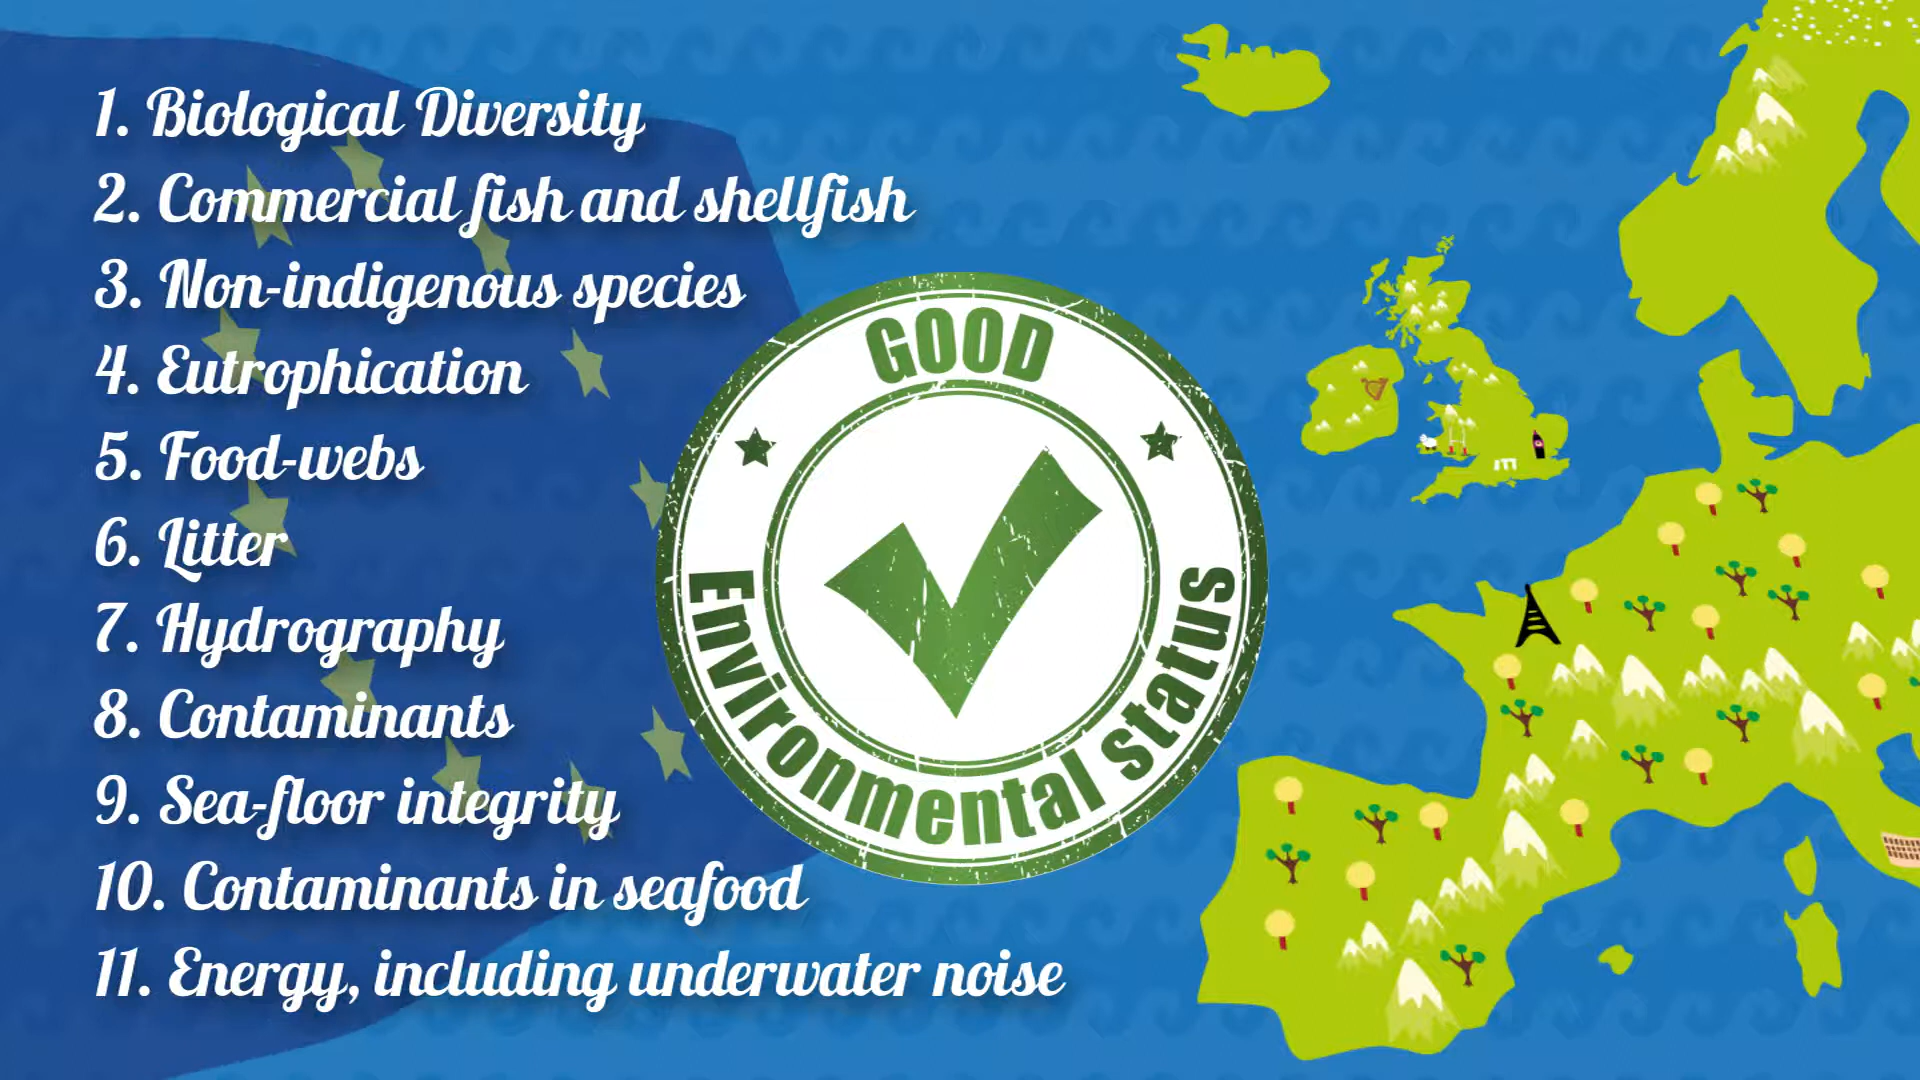 1. Biological Diversity
2. Commercial fish and shellfish
3. Non-indigenous species
4. Eutrophication
5. Food-webs
6. Litter
7. Hydrography
8. Contaminants
9. Sea-floor integrity
10. Contaminants in seafood
11. Energy, including underwater noise
GOOD
Environmental status